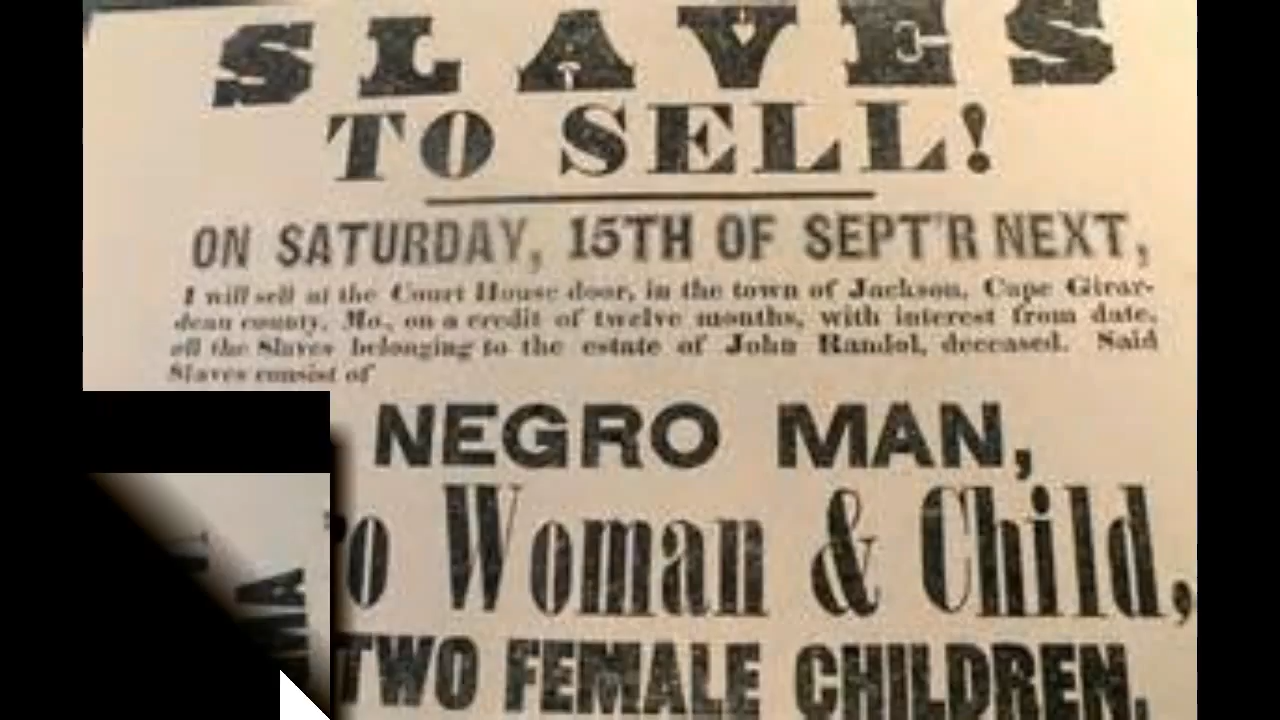 SLAVES
TO SELL!
ON SATURDAY, 15TH OF SEPT'R NEXT,
I will sell at the Court House door, in the town of Jackson, Cape Girar-
deau county, Mo., on a credit of twelve months, with interest from date,
all the Slaves belonging to the estate of John Randol, deceased. Said
Slaves consist of
NEGRO MAN,
o Woman & Child,
TWO FEMALE CHILDREN,